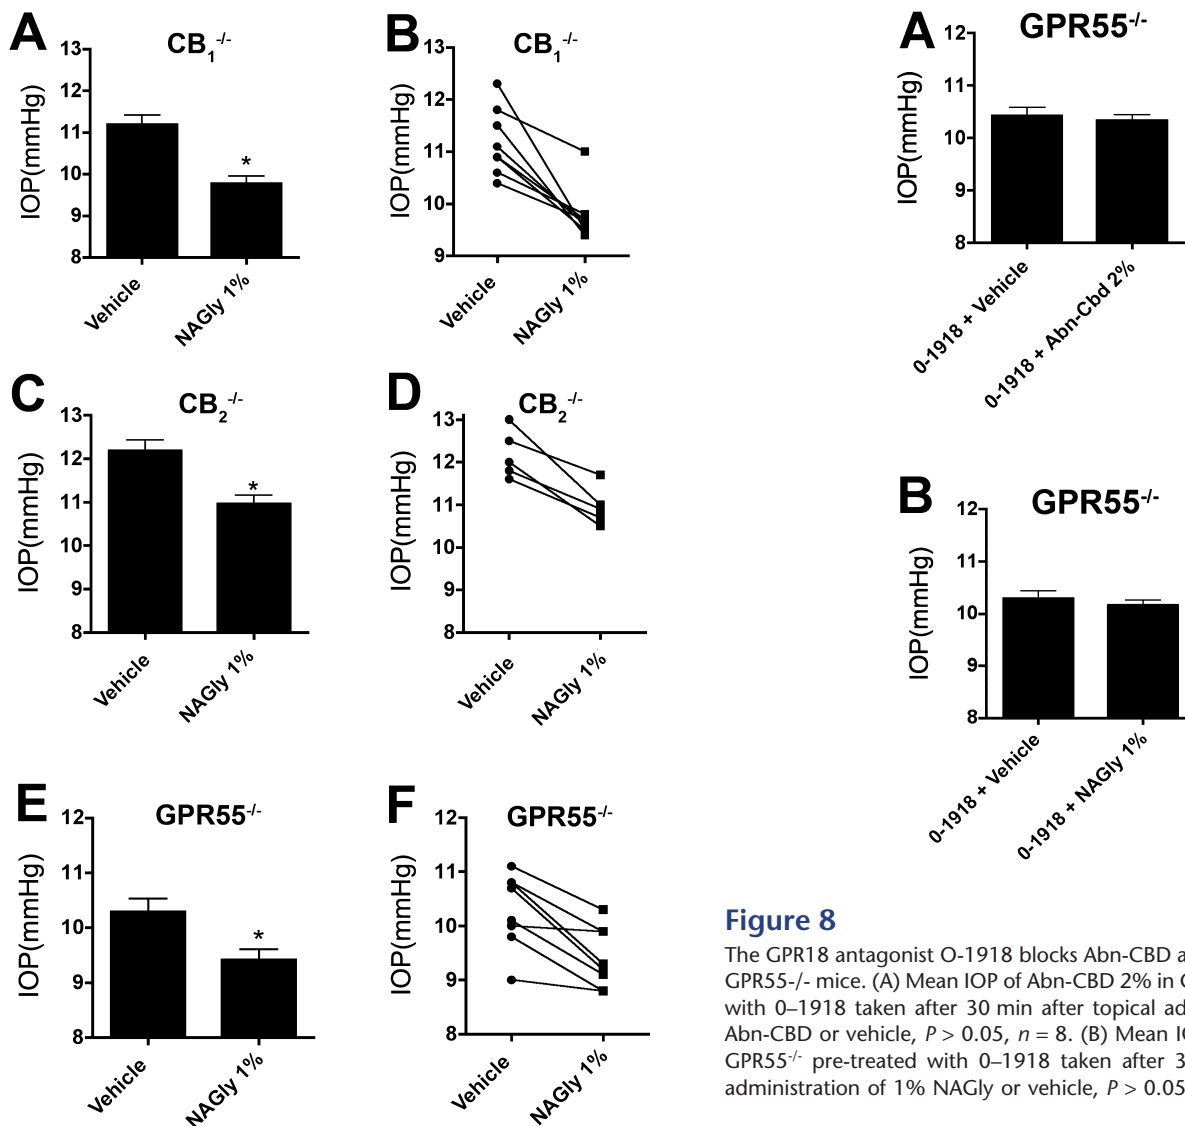 A
CB1-/-
IOP(mmHg)
13
12
11
10
9
8
*
Vehicle
NAGly 1%
B
CB1-/-
IOP(mmHg)
13
12
11
10
9
Vehicle
NAGly 1%
C
CB2-/-
IOP(mmHg)
13
12
11
10
9
8
*
Vehicle
NAGly 1%
D
CB2-/-
IOP(mmHg)
13
12
11
10
9
8
Vehicle
NAGly 1%
E
GPR55-/-
IOP(mmHg)
12
11
10
9
8
*
Vehicle
NAGly 1%
F
GPR55-/-
IOP(mmHg)
12
11
10
9
8
Vehicle
NAGly 1%
A
GPR55-/-
IOP(mmHg)
12
11
10
9
8
0-1918 + Vehicle
0-1918 + Abn-Cbd 2%
B
GPR55-/-
IOP(mmHg)
12
11
10
9
8
0-1918 + Vehicle
0-1918 + NAGly 1%
Figure 8
The GPR18 antagonist O-1918 blocks Abn-CBD a
GPR55-/- mice. (A) Mean IOP of Abn-CBD 2% in
with 0–1918 taken after 30 min after topical ad
Abn-CBD or vehicle, P > 0.05, n = 8. (B) Mean
GPR55-/- pre-treated with 0–1918 taken after 3
administration of 1% NAGly or vehicle, P > 0.05